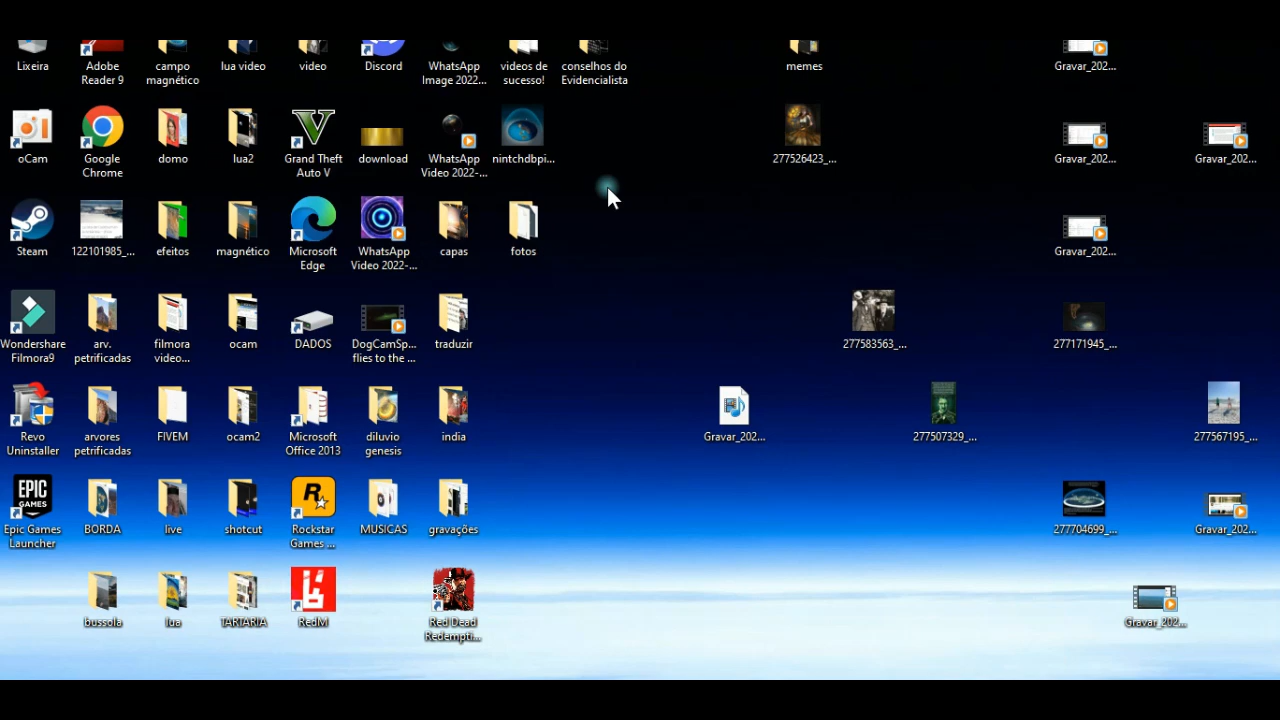 Lixeira
Adobe
Reader 9
campo
magnético
lua video
video
Discord
WhatsApp
Image 2022...
videos de
sucesso!
conselhos do
Evidencialista
memes
Gravar_202...
oCam
Google
Chrome
domo
lua2
Grand Theft
Auto V
download
WhatsApp
Video 2022-...
nintchdbpi...
277526423_...
Gravar_202...
Gravar_202...
Steam
122101985_...
efeitos
magnético
Microsoft
Edge
WhatsApp
Video 2022-...
capas
fotos
Gravar_202...
Wondershare
Filmora9
arv.
petrificadas
filmora
video...
ocam
DADOS
DogCamSp...
flies to the ...
traduzir
277583563_...
277171945_...
Revo
Uninstaller
arvores
petrificadas
FIVEM
ocam2
Microsoft
Office 2013
diluvio
genesis
india
Gravar_202...
277507329_...
277567195_...
EPIC
GAMES
Epic Games
Launcher
BORDA
live
shotcut
Rockstar
Games ...
MUSICAS
gravações
277704699_...
Gravar_202...
bussola
lua
TARTARIA
RedM
Red Dead
Redempti...
Gravar_202...